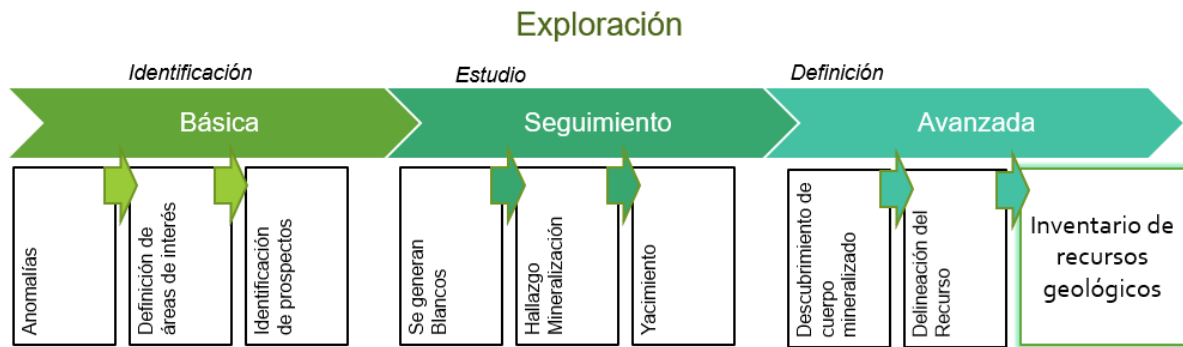 Exploración
Identificación
Estudio
Definición
Básica
Seguimiento
Avanzada
Anomalías
Definición de
áreas de interés
Identificación
de prospectos
Se generan
Blancos
Hallazgo
Mineralización
Yacimiento
Descubrimiento de
cuerpo
mineralizado
Delineación del
Recurso
Inventario de
recursos
geológicos